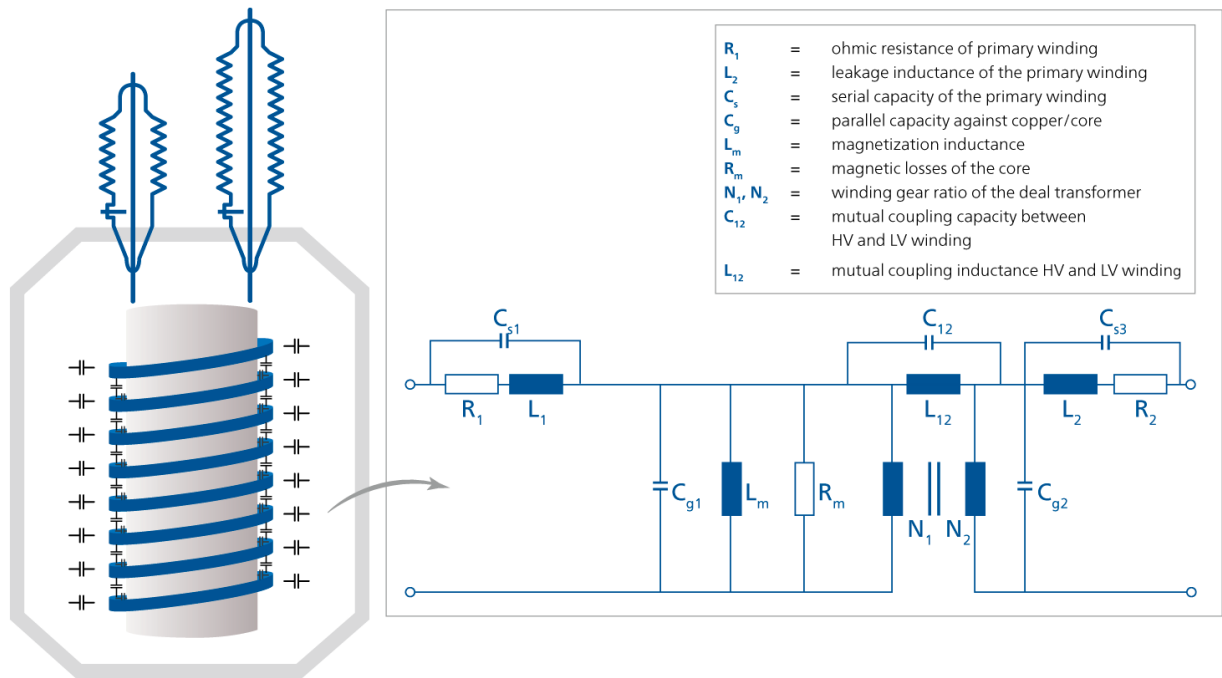 R₁ = ohmic resistance of primary winding
L₂ = leakage inductance of the primary winding
Cₛ = serial capacity of the primary winding
C_g = parallel capacity against copper/core
Lₘ = magnetization inductance
Rₘ = magnetic losses of the core
N₁, N₂ = winding gear ratio of the deal transformer
C₁₂ = mutual coupling capacity between
HV and LV winding
L₁₂ = mutual coupling inductance HV and LV winding
Cₛ₁ C₁₂ Cₛ₃
R₁ L₁ L₁₂ L₂ R₂
C_g₁ Lₘ Rₘ N₁ N₂ C_g₂